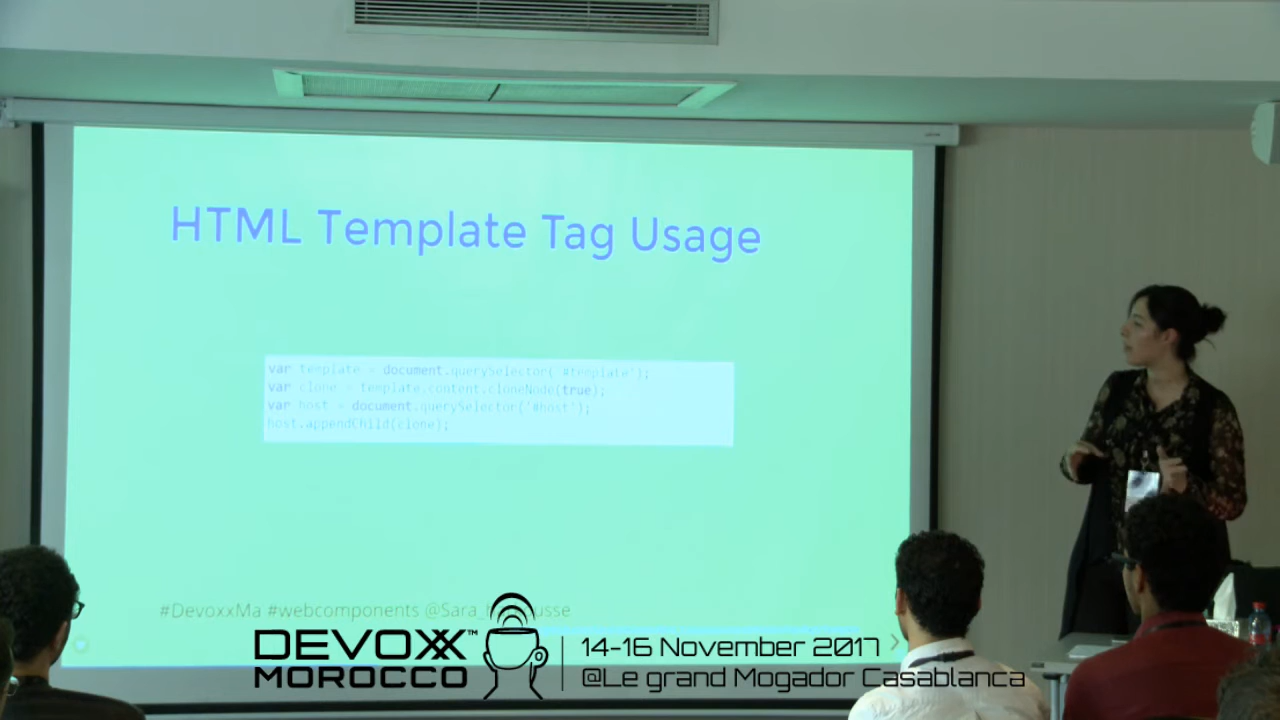 HTML Template Tag Usage
var template = document.querySelector('#template');
var clone = template.content.cloneNode(true);
var host = document.querySelector('#host');
host.appendChild(clone);
#DevoxxMa #webcomponents
DEVOXX™
MOROCCO
14-16 November 2017
@Le grand Mogador Casablanca